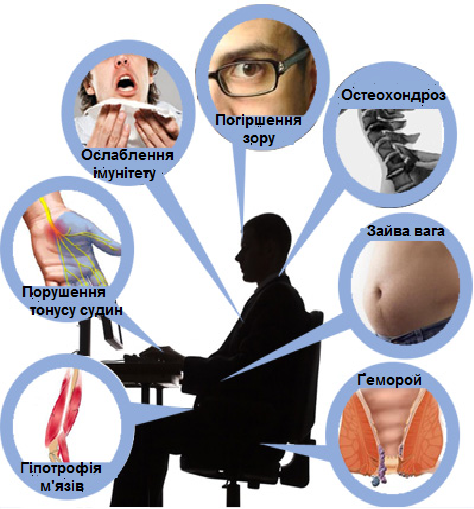 Погіршення
зору
Остеохондроз
Ослаблення
імунітету
Зайва вага
Порушення
тонусу судин
Геморой
Гіпотрофія
м'язів